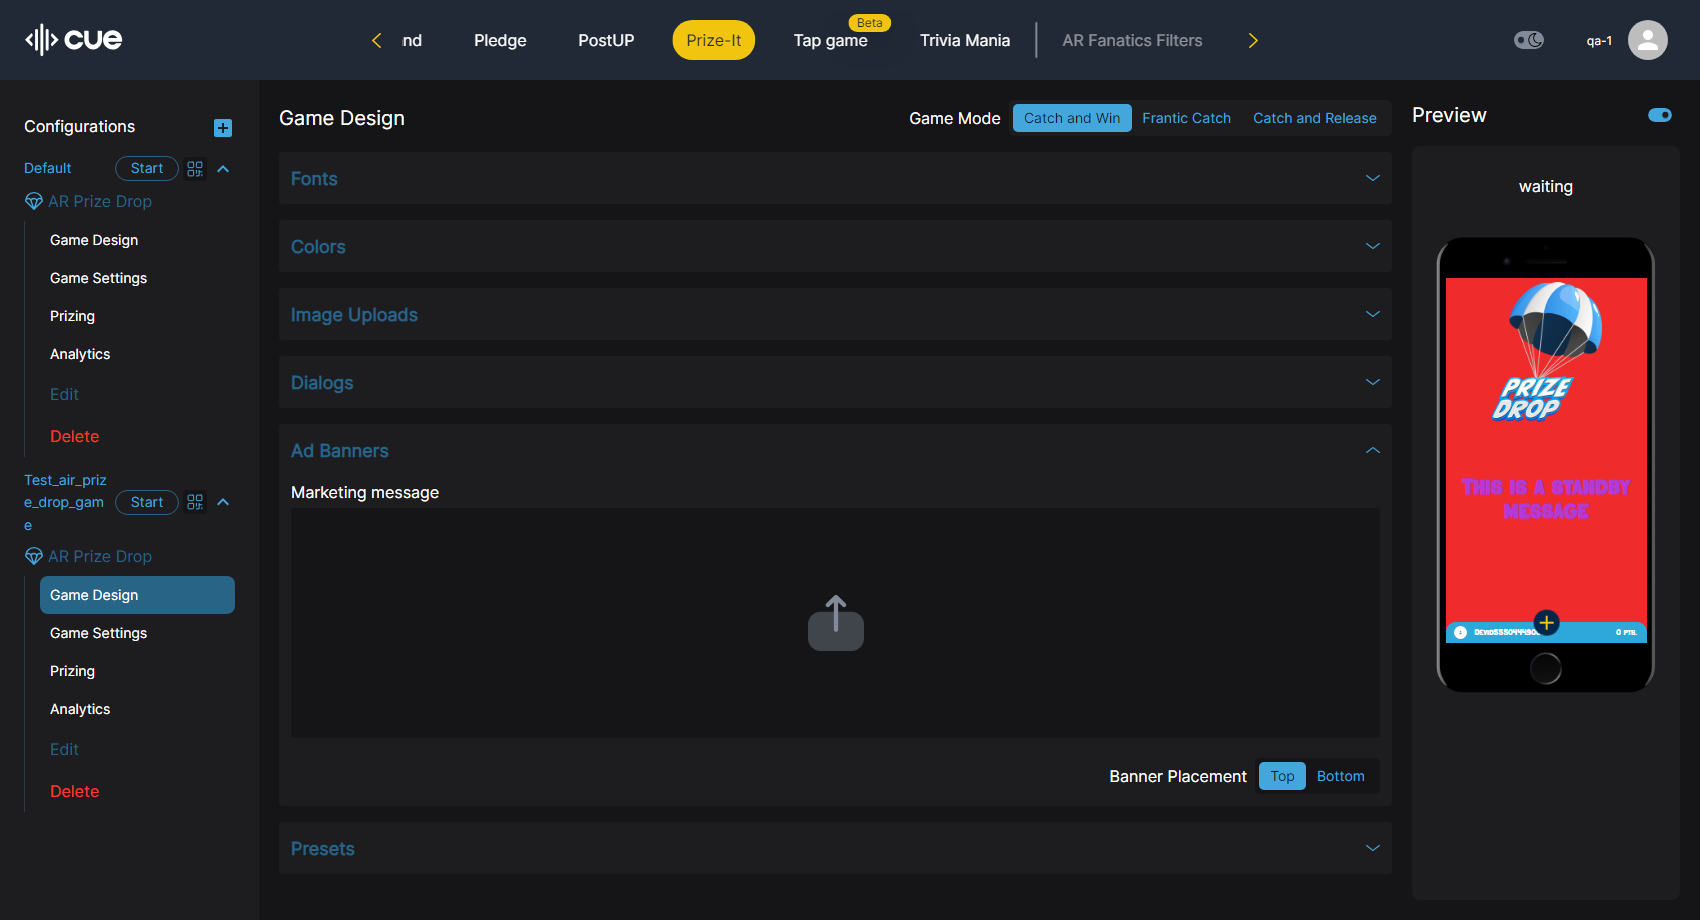 cue
nd
Pledge
PostUP
Prize-It
Tap game
Beta
Trivia Mania
AR Fanatics Filters
qa-1
Configurations
Default
Start
AR Prize Drop
Game Design
Game Settings
Prizing
Analytics
Edit
Delete
Test_air_priz
e_drop_gam
e
Start
AR Prize Drop
Game Design
Game Settings
Prizing
Analytics
Edit
Delete
Game Design
Game Mode
Catch and Win
Frantic Catch
Catch and Release
Fonts
Colors
Image Uploads
Dialogs
Ad Banners
Marketing message
Banner Placement
Top
Bottom
Presets
Preview
waiting
PRIZE
DROP
THIS IS A STANDBY
MESSAGE
0 PTS.